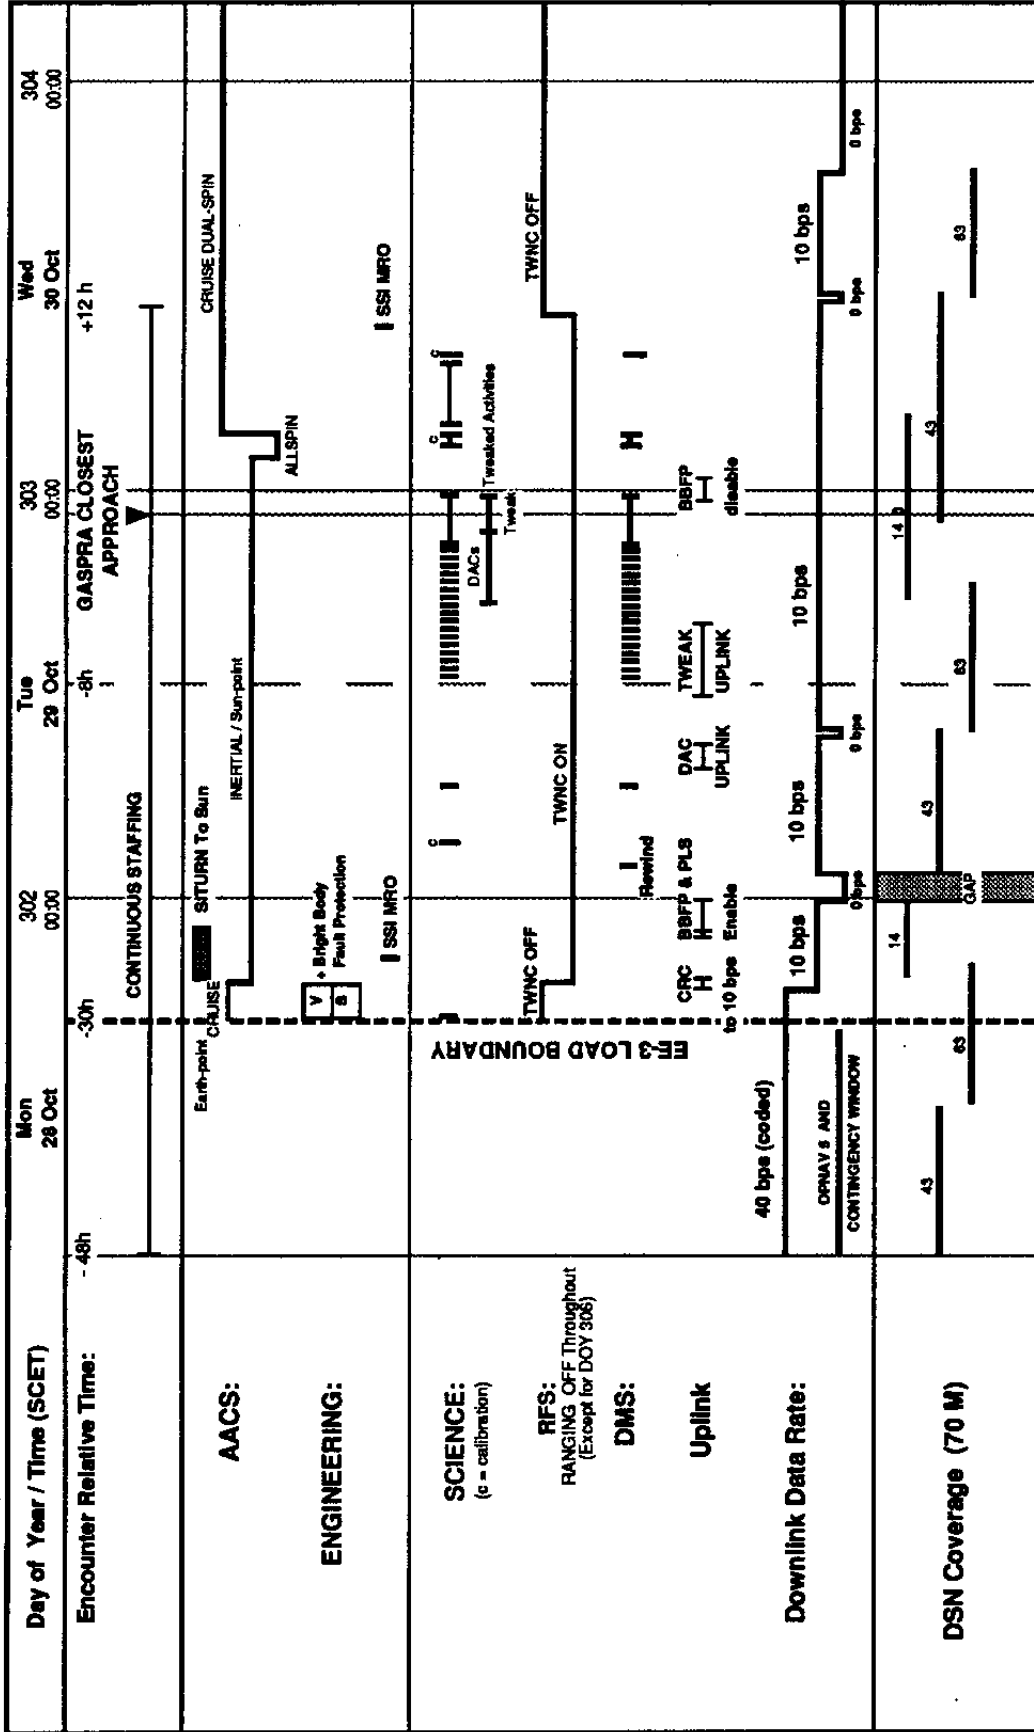 Day of Year / Time (SCET)
Mon
28 Oct
302
00:00
Tue
29 Oct
303
00:00
Wed
30 Oct
304
00:00
Encounter Relative Time:
- 48h
-30h
-8h
GASPRA CLOSEST
APPROACH
+12 h
CONTINUOUS STAFFING
AACS:
Earth-point
CRUISE
SITURN To Sun
INERTIAL / Sun-point
ALLSPIN
CRUISE DUAL-SPIN
ENGINEERING:
V
+ Bright Body
Fault Protection
SSI MRO
SSI MRO
EE-3 LOAD BOUNDARY
SCIENCE:
(c = calibration)
c
c
c
DACs
Tweak
Tweaked Activities
RFS:
RANGING OFF Throughout
(Except for DOY 306)
TWNC OFF
TWNC ON
TWNC OFF
DMS:
Rewind
Uplink
CRC
to 10 bps
BBFP & PLS
Enable
DAC
UPLINK
TWEAK
UPLINK
BBFP
disable
Downlink Data Rate:
40 bps (coded)
10 bps
0 bps
10 bps
0 bps
10 bps
0 bps
10 bps
0 bps
OPNAV 5 AND
CONTINGENCY WINDOW
DSN Coverage (70 M)
43
63
14
GAP
43
63
14
43
63